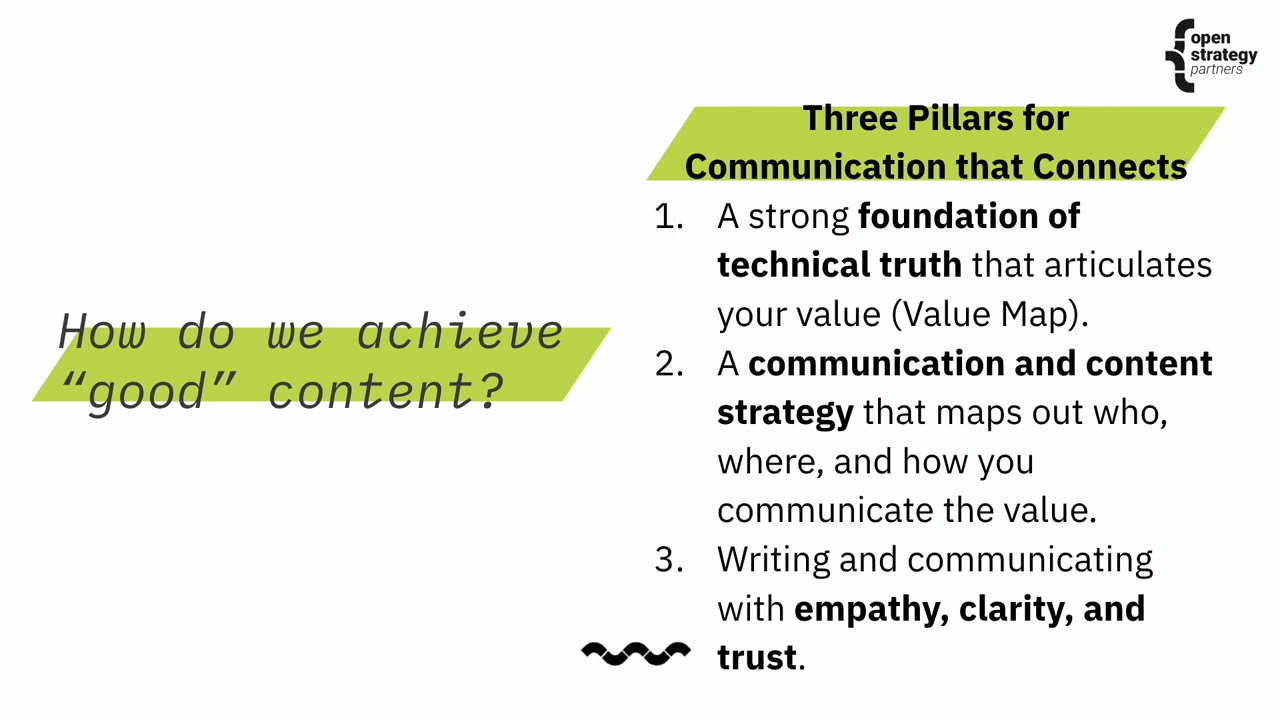 open
strategy
partners
How do we achieve
“good” content?
Three Pillars for
Communication that Connects
1. A strong foundation of
technical truth that articulates
your value (Value Map).
2. A communication and content
strategy that maps out who,
where, and how you
communicate the value.
3. Writing and communicating
with empathy, clarity, and
trust.